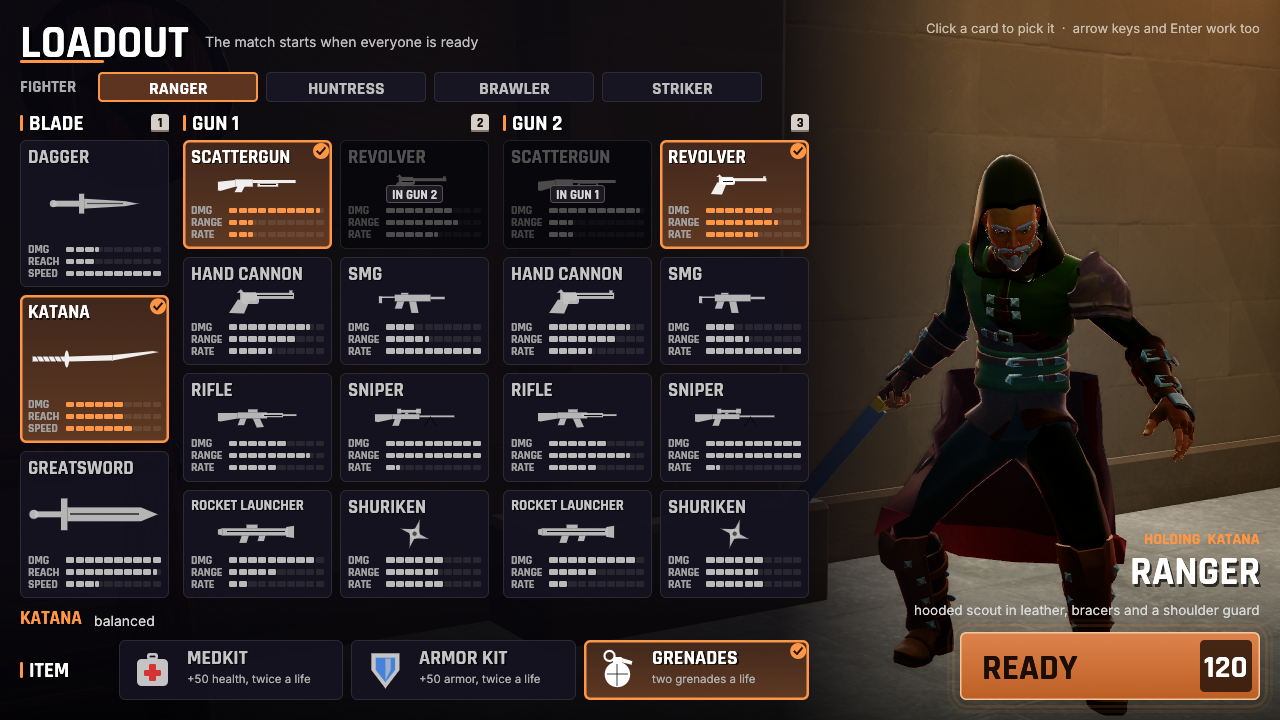 LOADOUT The match starts when everyone is ready
Click a card to pick it · arrow keys and Enter work too
FIGHTER RANGER HUNTRESS BRAWLER STRIKER
BLADE 1
DAGGER
DMG
REACH
SPEED
KATANA
DMG
REACH
SPEED
GREATSWORD
DMG
REACH
SPEED
GUN 1 2
SCATTERGUN
DMG
RANGE
RATE
REVOLVER
IN GUN 2
DMG
RANGE
RATE
HAND CANNON
DMG
RANGE
RATE
SMG
DMG
RANGE
RATE
RIFLE
DMG
RANGE
RATE
SNIPER
DMG
RANGE
RATE
ROCKET LAUNCHER
DMG
RANGE
RATE
SHURIKEN
DMG
RANGE
RATE
GUN 2 3
SCATTERGUN
IN GUN 1
DMG
RANGE
RATE
REVOLVER
DMG
RANGE
RATE
HAND CANNON
DMG
RANGE
RATE
SMG
DMG
RANGE
RATE
RIFLE
DMG
RANGE
RATE
SNIPER
DMG
RANGE
RATE
ROCKET LAUNCHER
DMG
RANGE
RATE
SHURIKEN
DMG
RANGE
RATE
KATANA balanced
ITEM
MEDKIT
+50 health, twice a life
ARMOR KIT
+50 armor, twice a life
GRENADES
two grenades a life
HOLDING KATANA
RANGER
hooded scout in leather, bracers and a shoulder guard
READY 120